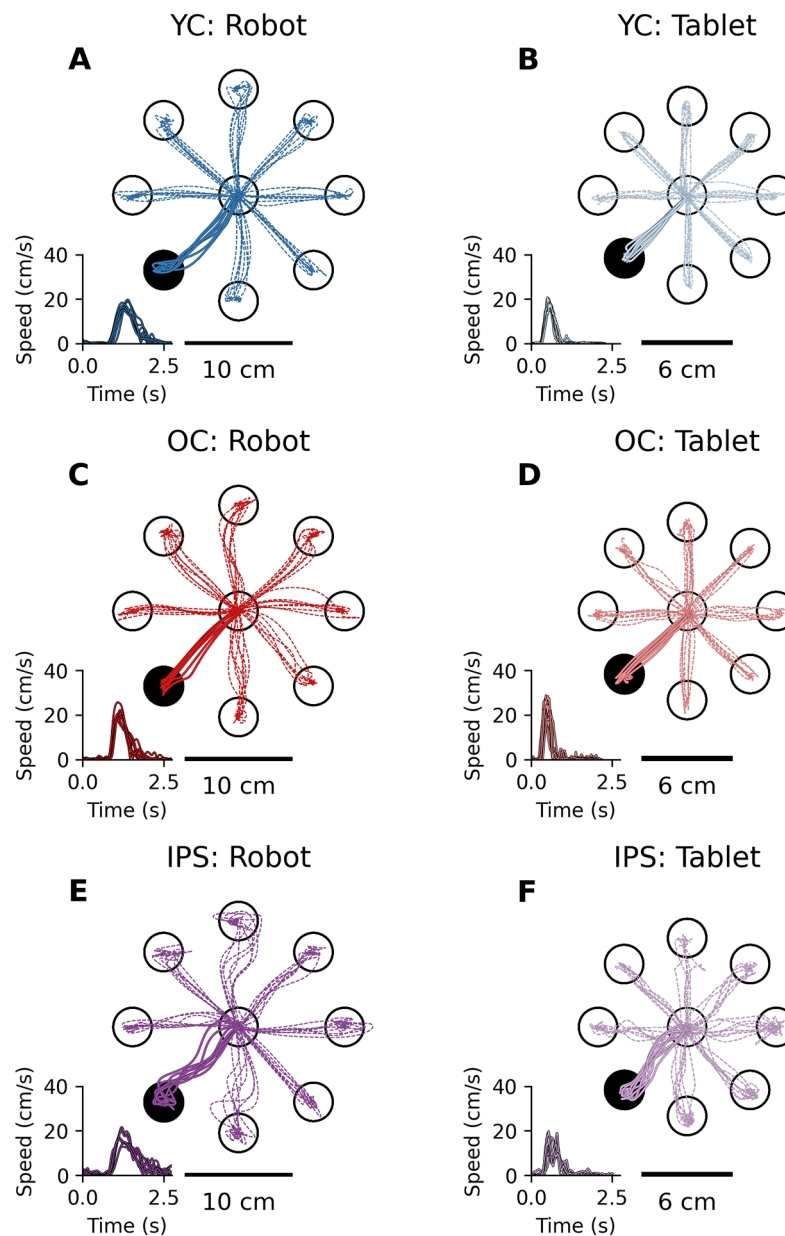 YC: Robot
A
40
20
0
Speed (cm/s)
0.0
2.5
Time (s)
10 cm
YC: Tablet
B
40
20
0
Speed (cm/s)
0.0
2.5
Time (s)
6 cm
OC: Robot
C
40
20
0
Speed (cm/s)
0.0
2.5
Time (s)
10 cm
OC: Tablet
D
40
20
0
Speed (cm/s)
0.0
2.5
Time (s)
6 cm
IPS: Robot
E
40
20
0
Speed (cm/s)
0.0
2.5
Time (s)
10 cm
IPS: Tablet
F
40
20
0
Speed (cm/s)
0.0
2.5
Time (s)
6 cm